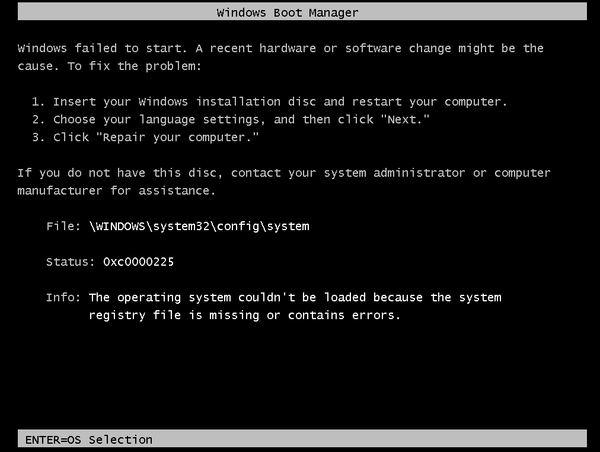 Windows Boot Manager
Windows failed to start. A recent hardware or software change might be the
cause. To fix the problem:
1. Insert your Windows installation disc and restart your computer.
2. Choose your language settings, and then click "Next."
3. Click "Repair your computer."
If you do not have this disc, contact your system administrator or computer
manufacturer for assistance.
File: \WINDOWS\system32\config\system
Status: 0xc0000225
Info: The operating system couldn't be loaded because the system
registry file is missing or contains errors.
ENTER=OS Selection